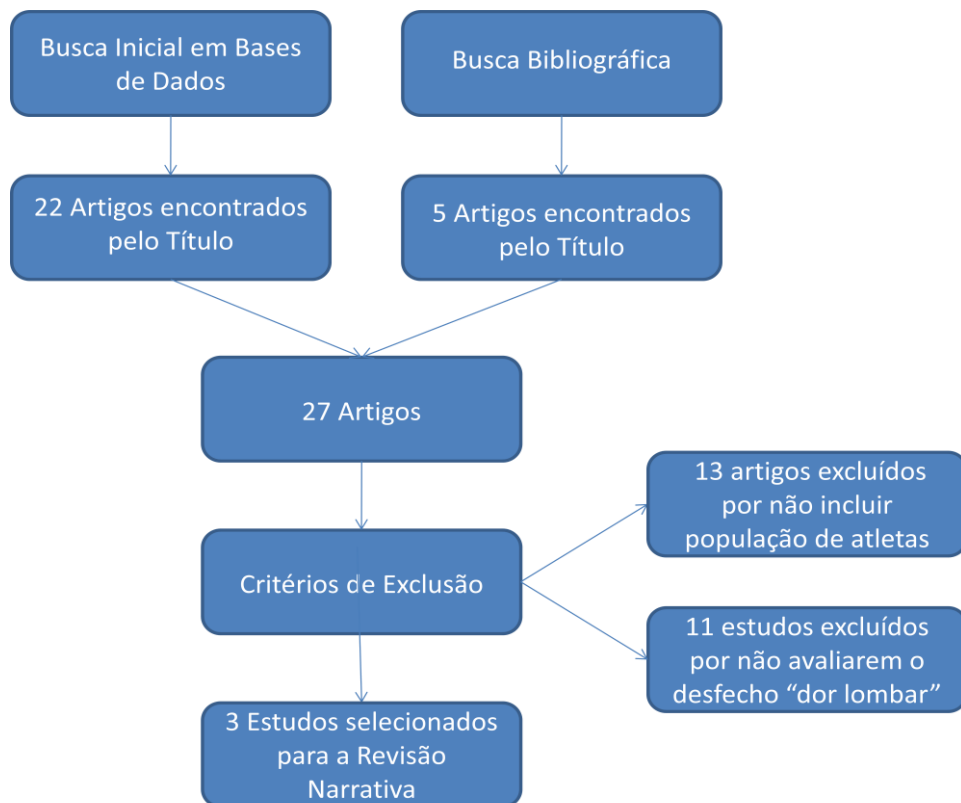 Busca Inicial em Bases
de Dados
Busca Bibliográfica
22 Artigos encontrados
pelo Título
5 Artigos encontrados
pelo Título
27 Artigos
Critérios de Exclusão
13 artigos excluídos
por não incluir
população de atletas
11 estudos excluídos
por não avaliarem o
desfecho “dor lombar”
3 Estudos selecionados
para a Revisão
Narrativa